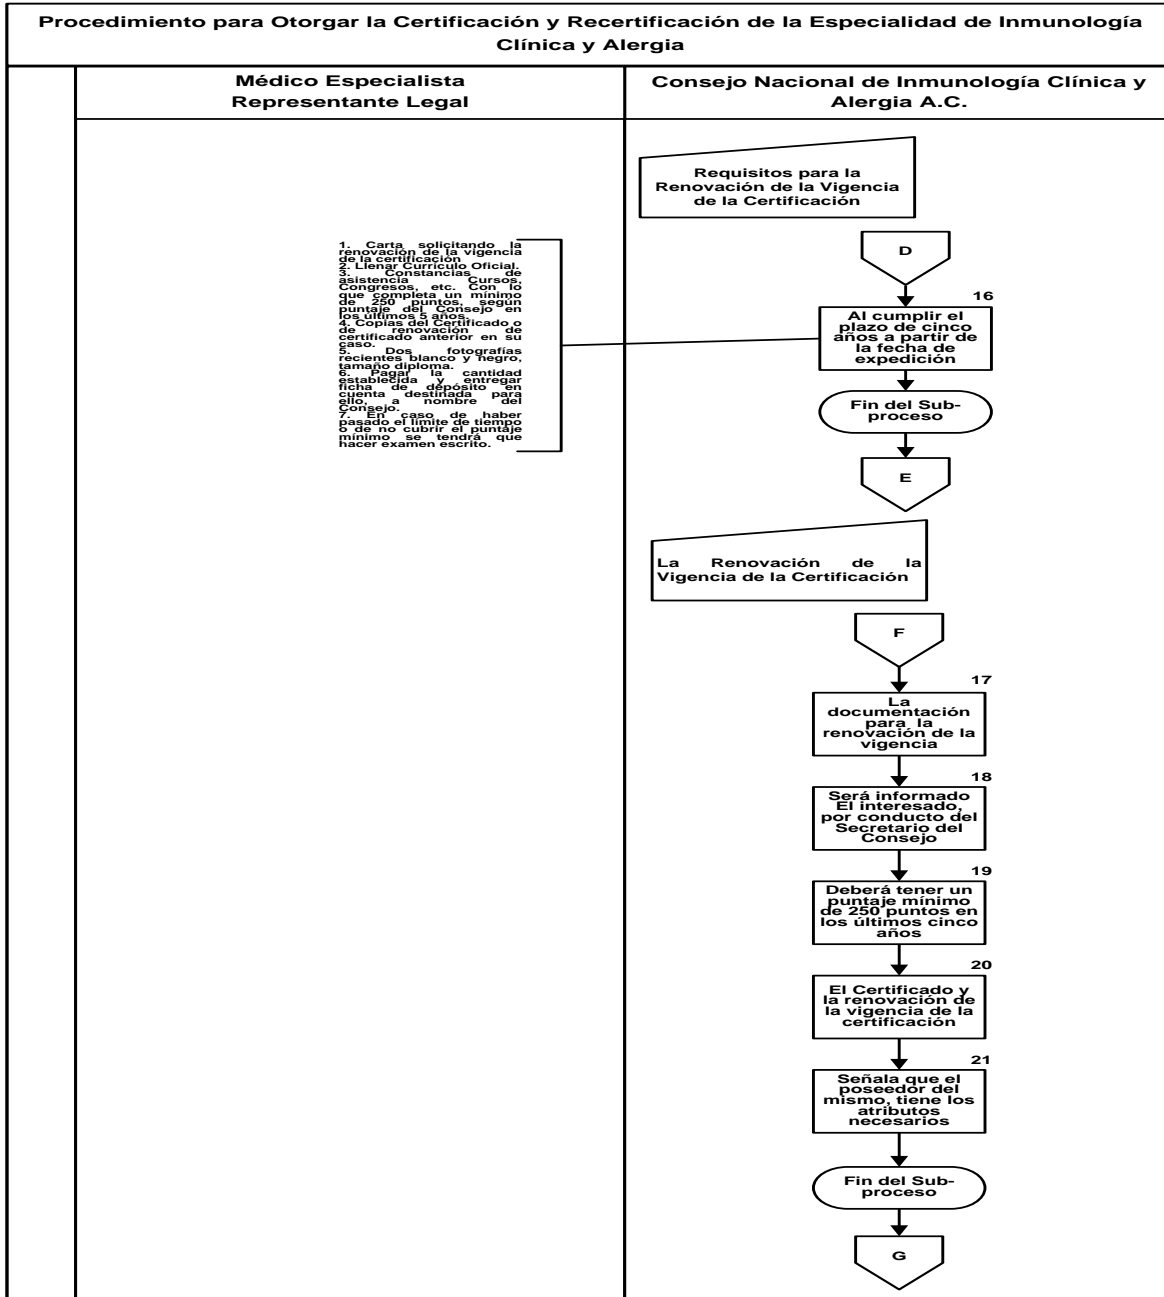 Procedimiento para Otorgar la Certificación y Recertificación de la Especialidad de Inmunología
Clínica y Alergia
Médico Especialista
Representante Legal
Consejo Nacional de Inmunología Clínica y
Alergia A.C.
Requisitos para la
Renovación de la Vigencia
de la Certificación
D
1. Carta solicitando la
renovación de la vigencia
de la certificación
2. Llenar Currículo Oficial.
3. Constancias de
asistencia Cursos,
Congresos, etc. Con lo
que completa un mínimo
de 250 puntos, según
puntaje del Consejo en
los últimos 5 años.
4. Copias del Certificado o
de renovación de
certificado anterior en su
caso.
5. Dos fotografías
recientes blanco y negro,
tamaño diploma.
6. Pagar la cantidad
establecida y entregar
ficha de depósito en
cuenta destinada para
ello, a nombre del
Consejo.
7. En caso de haber
pasado el límite de tiempo
o de no cubrir el puntaje
mínimo se tendrá que
hacer examen escrito.
16
Al cumplir el
plazo de cinco
años a partir de
la fecha de
expedición
Fin del Sub-
proceso
E
La Renovación de la
Vigencia de la Certificación
F
17
La
documentación
para la
renovación de la
vigencia
18
Será informado
El interesado,
por conducto del
Secretario del
Consejo
19
Deberá tener un
puntaje mínimo
de 250 puntos en
los últimos cinco
años
20
El Certificado y
la renovación de
la vigencia de la
certificación
21
Señala que el
poseedor del
mismo, tiene los
atributos
necesarios
Fin del Sub-
proceso
G